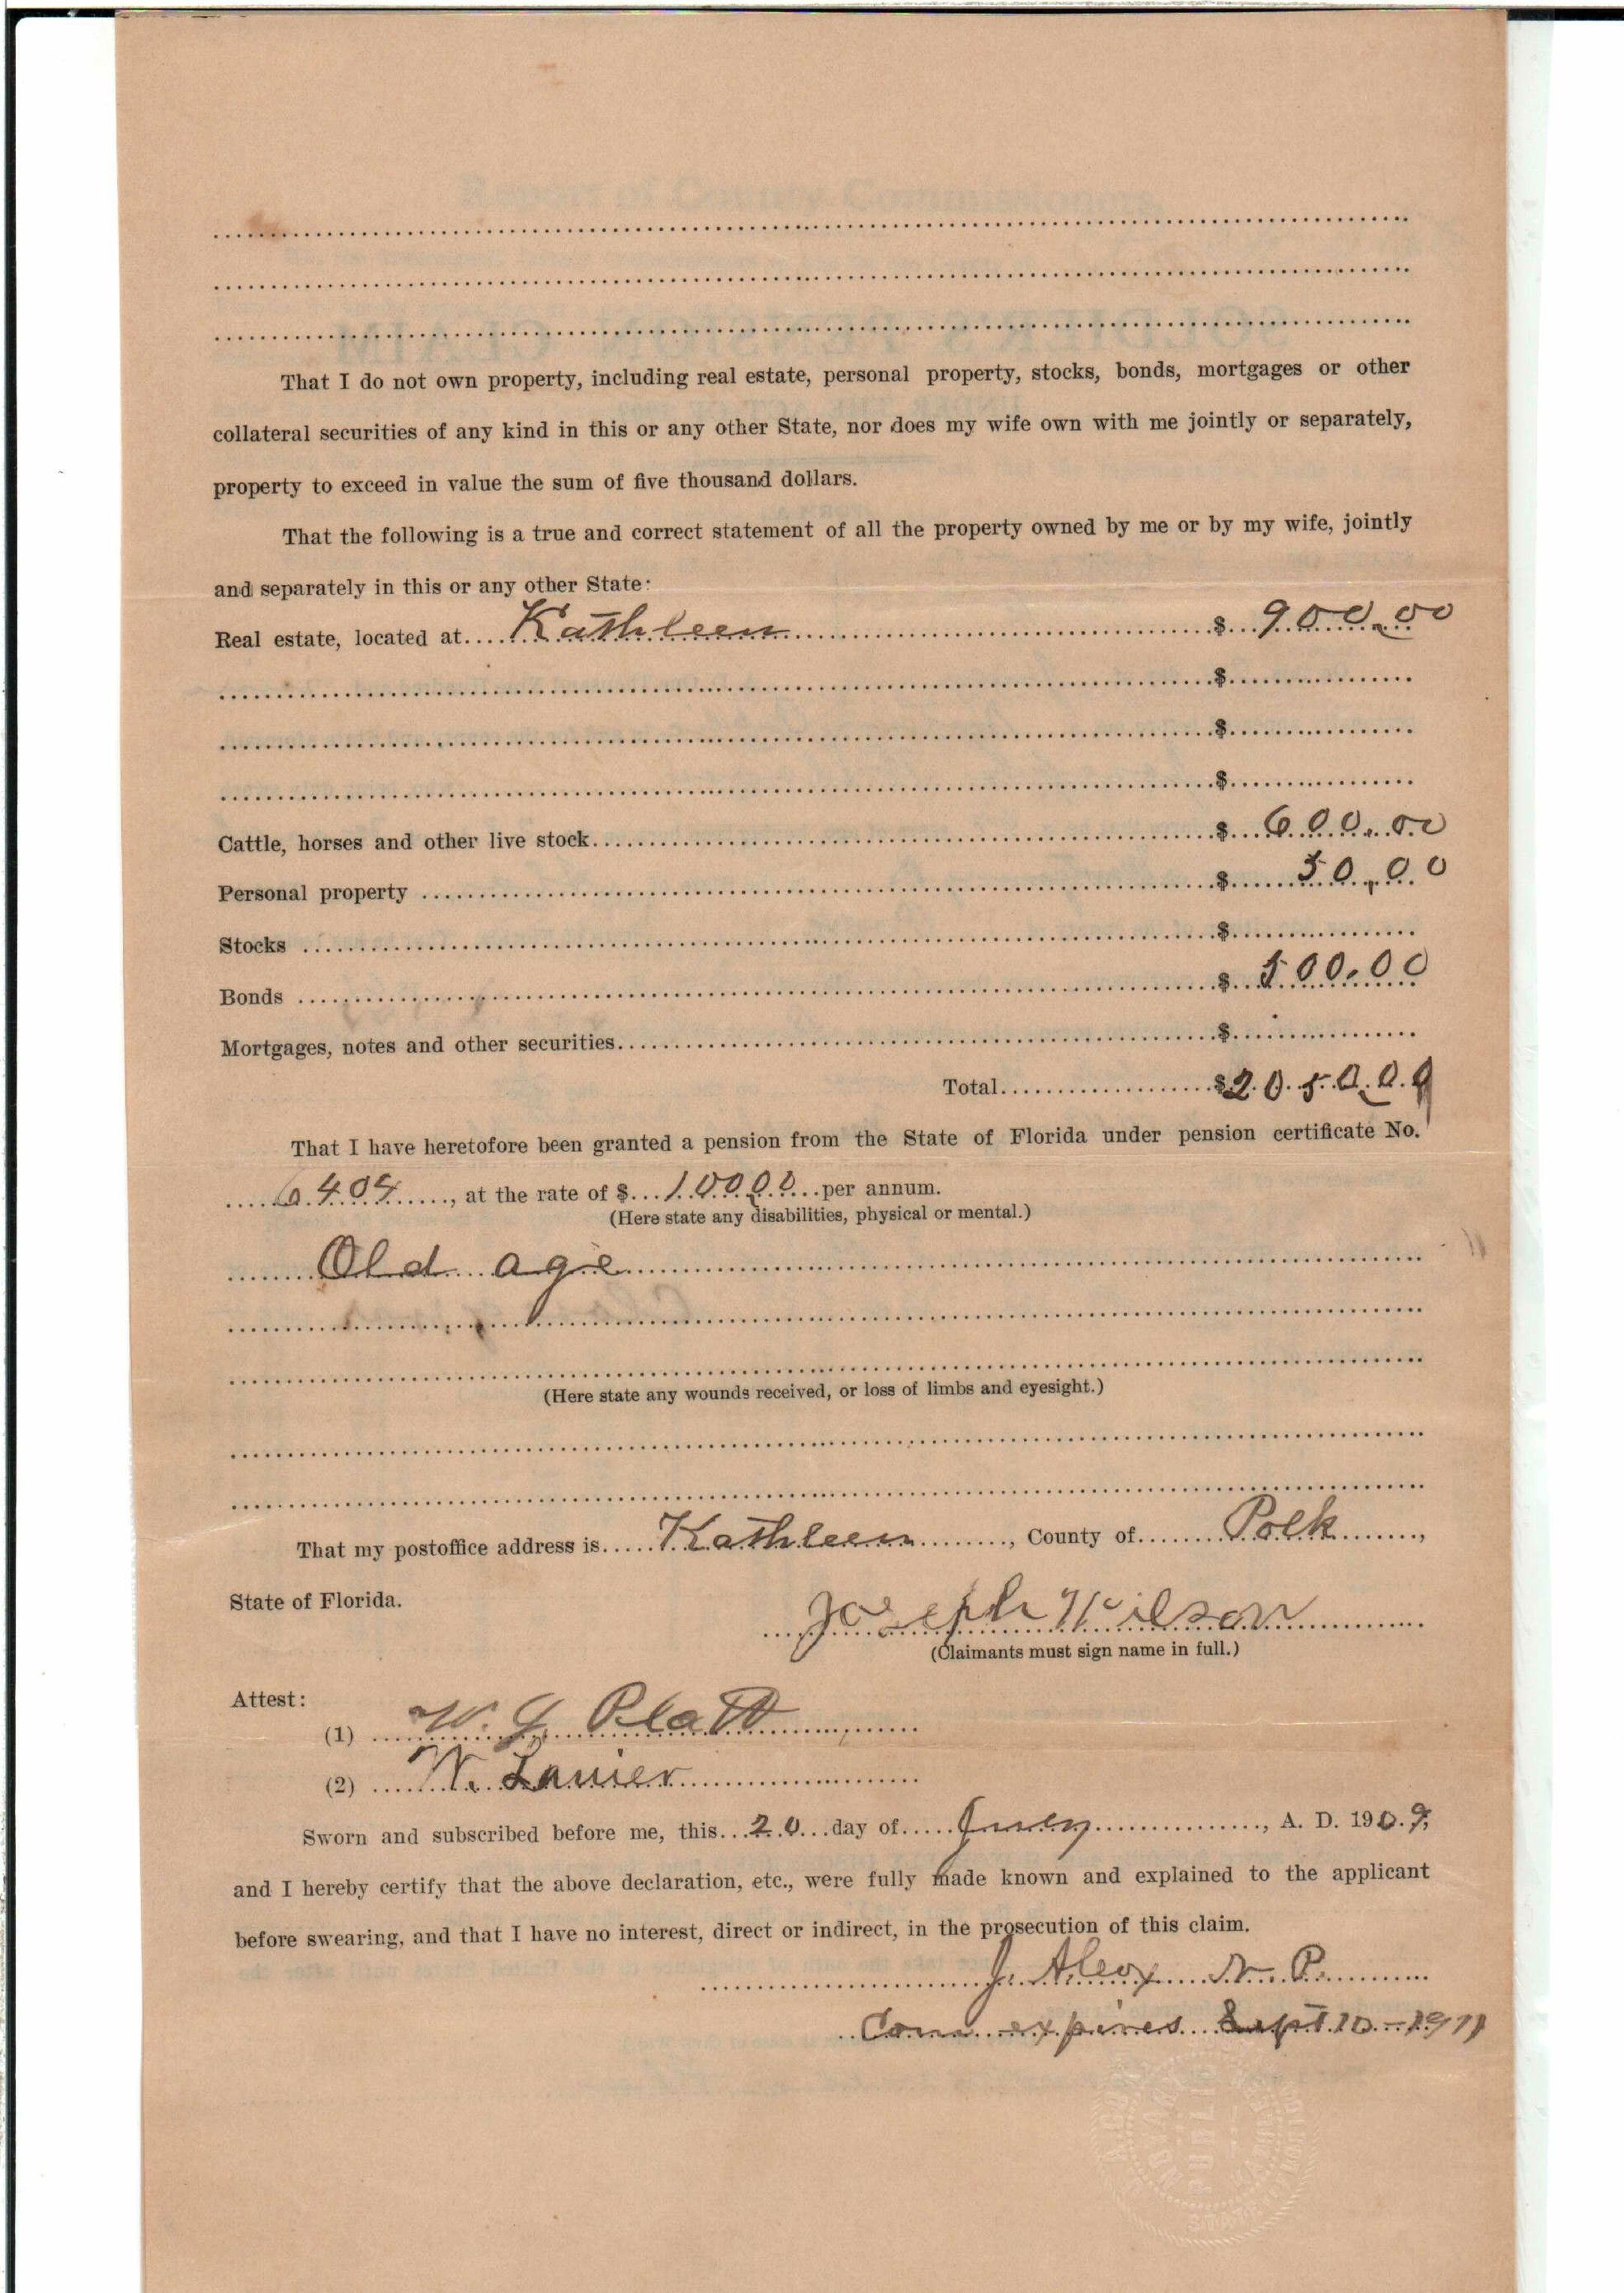 That I do not own property, including real estate, personal property, stocks, bonds, mortgages or other
collateral securities of any kind in this or any other State, nor does my wife own with me jointly or separately,
property to exceed in value the sum of five thousand dollars.
That the following is a true and correct statement of all the property owned by me or by my wife, jointly
and separately in this or any other State:
Real estate, located at....Kathleen....$ 900.00
$
$
$
Cattle, horses and other live stock....$ 600.00
Personal property....$ 50.00
Stocks....$
Bonds....$ 500.00
Mortgages, notes and other securities....$
Total....$ 2050.00
That I have heretofore been granted a pension from the State of Florida under pension certificate No.
6404, at the rate of $...100.00...per annum.
(Here state any disabilities, physical or mental.)
Old age
(Here state any wounds received, or loss of limbs and eyesight.)
That my postoffice address is.....Kathleen....., County of.....Polk.....,
State of Florida.
Joseph Wilson
(Claimants must sign name in full.)
Attest:
(1) W. J. Platt
(2) W. Lanier
Sworn and subscribed before me, this...20...day of.....July....., A. D. 1909,
and I hereby certify that the above declaration, etc., were fully made known and explained to the applicant
before swearing, and that I have no interest, direct or indirect, in the prosecution of this claim.
J. Alex N. P.
Com expires Sept 10-1911